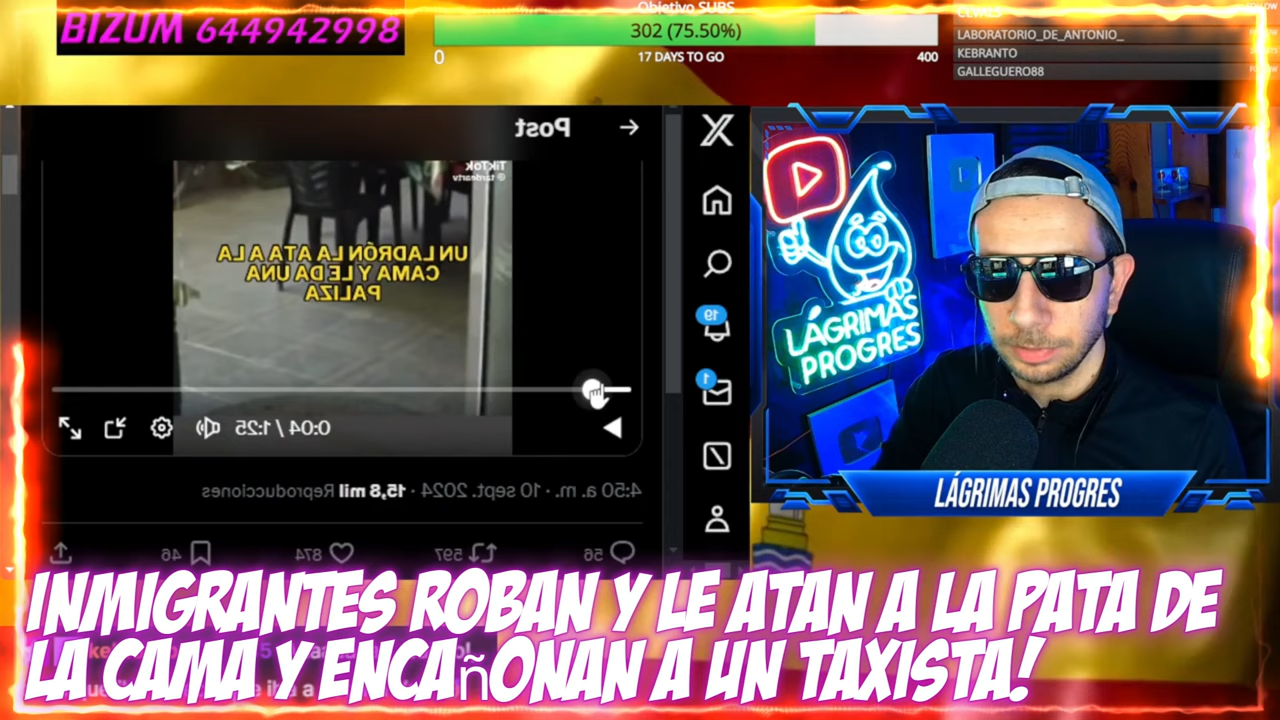 BIZUM 644942998
Objetivo SUBS
302 (75.50%)
0
17 DAYS TO GO
400
LABORATORIO_DE_ANTONIO_
KEBRANTO
GALLEGUERO88
Post
TikTok
@tardeartv
UN LADRÓN LA ATA A LA
CAMA Y LE DA UNA
PALIZA
0:04 / 1:25
4:50 a. m. · 10 sept. 2024 · 15,8 mil Reproducciones
56
597
874
46
X
19
1
LÁGRIMAS
PROGRES
LÁGRIMAS PROGRES
INMIGRANTES ROBAN Y LE ATAN A LA PATA DE
LA CAMA Y ENCAñONAN A UN TAXISTA!